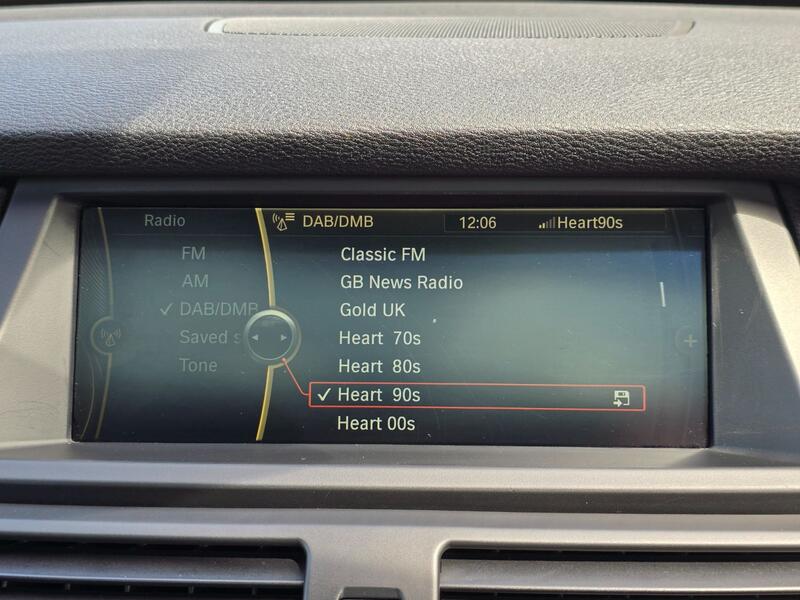 Radio
DAB/DMB 12:06 Heart90s
FM
AM
✓ DAB/DMB
Saved s
Tone
Classic FM
GB News Radio
Gold UK
Heart 70s
Heart 80s
✓ Heart 90s
Heart 00s